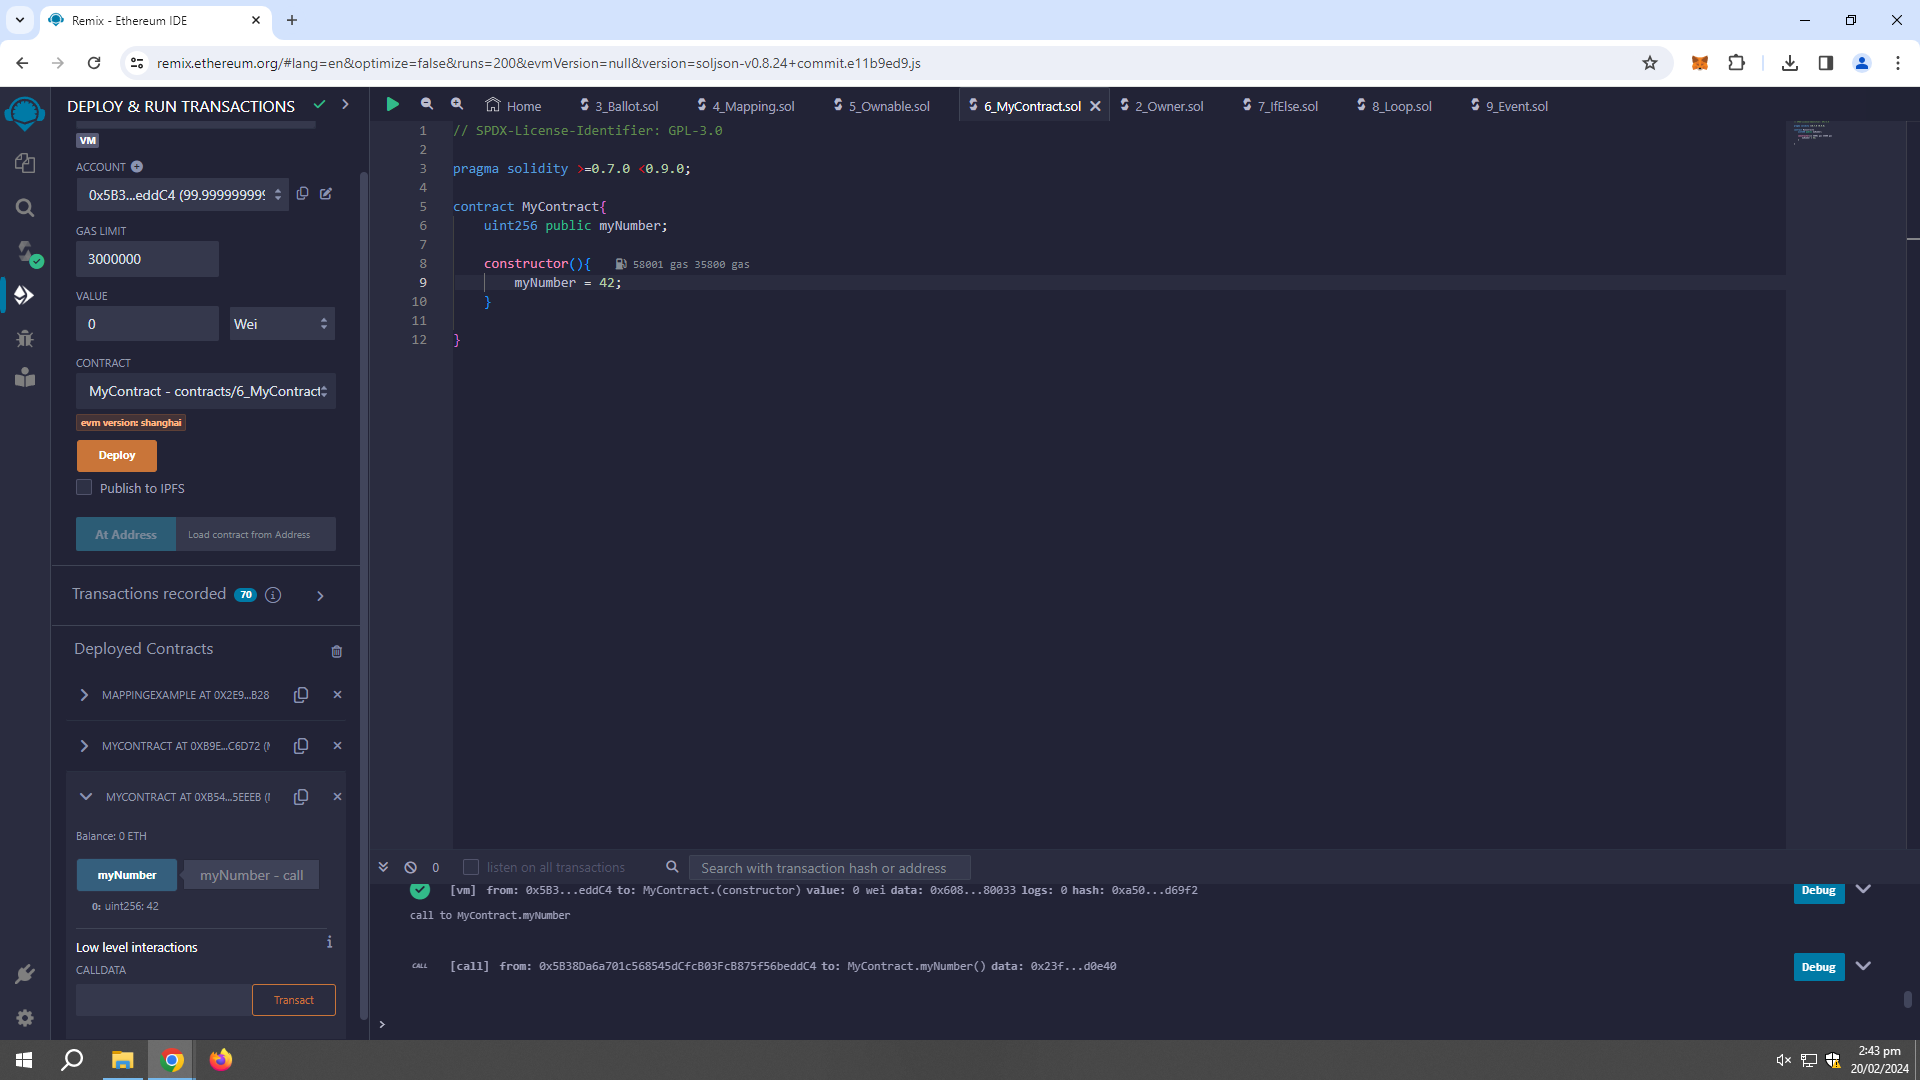 Remix - Ethereum IDE
remix.ethereum.org/#lang=en&optimize=false&runs=200&evmVersion=null&version=soljson-v0.8.24+commit.e11b9ed9.js
DEPLOY & RUN TRANSACTIONS
VM
ACCOUNT
0x5B3...eddC4 (99.9999999999
GAS LIMIT
3000000
VALUE
0
Wei
CONTRACT
MyContract - contracts/6_MyContract
evm version: shanghai
Deploy
Publish to IPFS
At Address
Load contract from Address
Transactions recorded 70
Deployed Contracts
MAPPINGEXAMPLE AT 0X2E9...B28
MYCONTRACT AT 0XB9E...C6D72 (M
MYCONTRACT AT 0XB54...5EEEB (M
Balance: 0 ETH
myNumber
myNumber - call
0: uint256: 42
Low level interactions
CALLDATA
Transact
Home
3_Ballot.sol
4_Mapping.sol
5_Ownable.sol
6_MyContract.sol
2_Owner.sol
7_IfElse.sol
8_Loop.sol
9_Event.sol
1 // SPDX-License-Identifier: GPL-3.0
2
3 pragma solidity >=0.7.0 <0.9.0;
4
5 contract MyContract{
6 uint256 public myNumber;
7
8 constructor(){ 58001 gas 35800 gas
9 myNumber = 42;
10 }
11
12 }
0
listen on all transactions
Search with transaction hash or address
[vm] from: 0x5B3...eddC4 to: MyContract.(constructor) value: 0 wei data: 0x608...80033 logs: 0 hash: 0xa50...d69f2
Debug
call to MyContract.myNumber
CALL [call] from: 0x5B38Da6a701c568545dCfcB03FcB875f56beddC4 to: MyContract.myNumber() data: 0x23f...d0e40
Debug
>
2:43 pm
20/02/2024